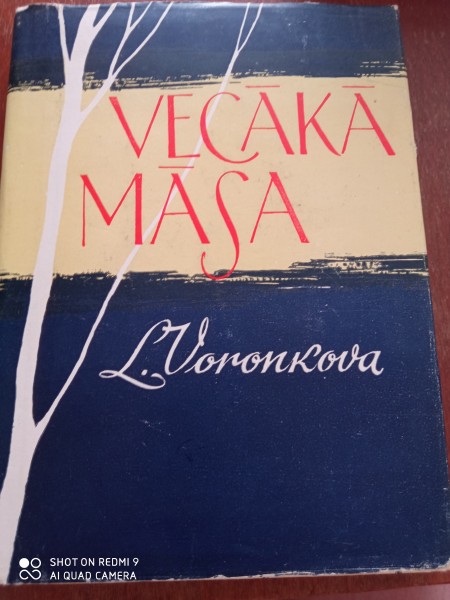 VECĀKĀ
MĀSA
L. Voronkova
SHOT ON REDMI 9
AI QUAD CAMERA